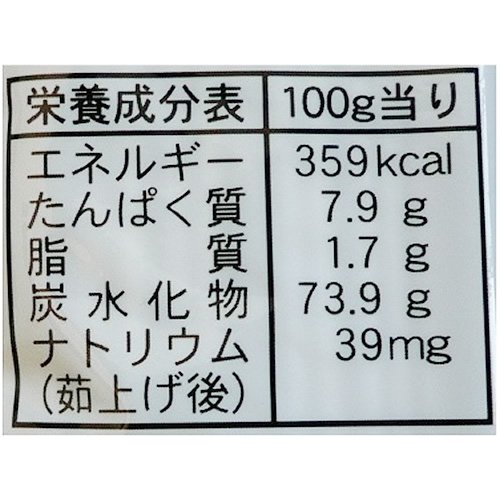 栄養成分表 100g当り
エネルギー 359kcal
たんぱく質 7.9 g
脂質 1.7 g
炭水化物 73.9 g
ナトリウム 39mg
(茹上げ後)